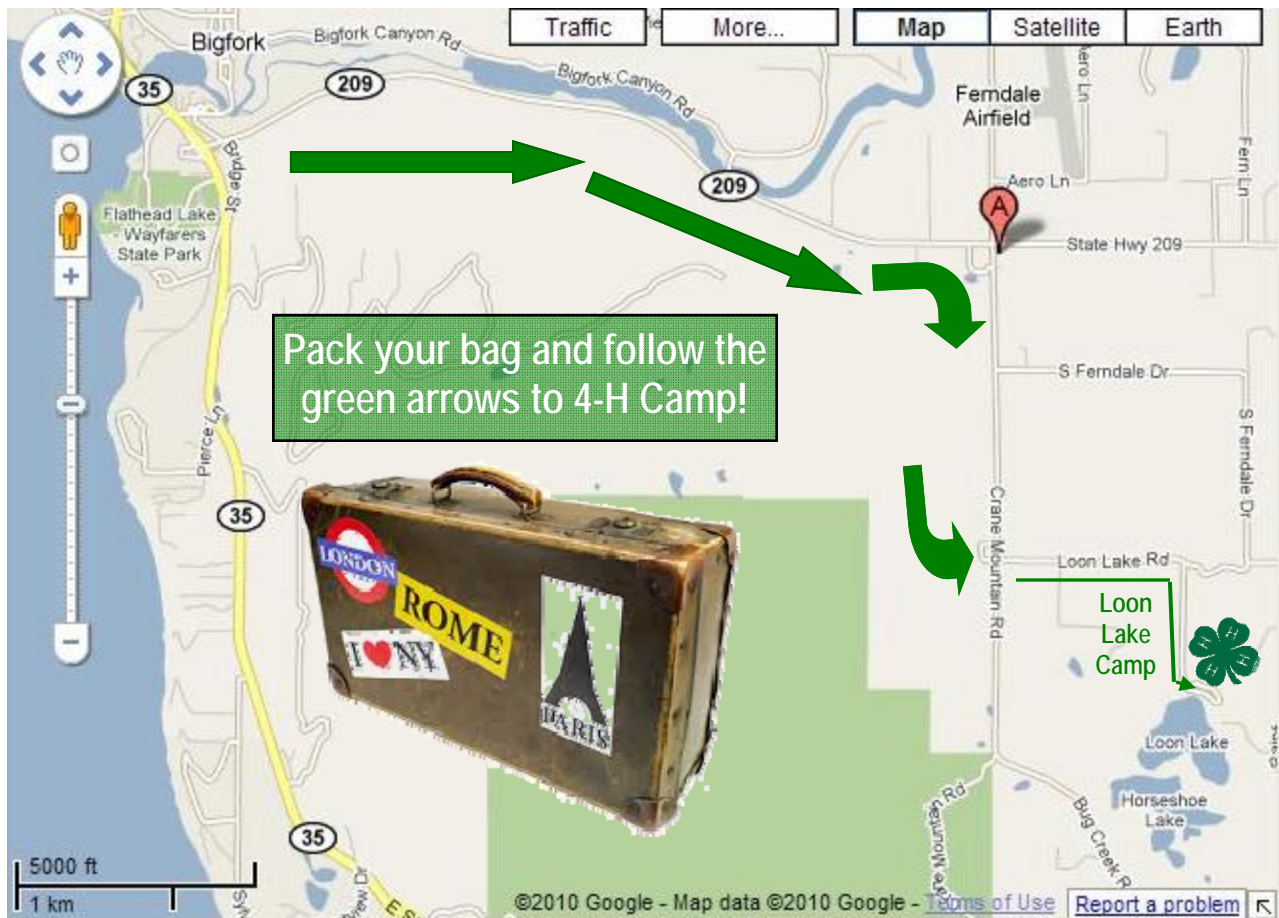 Traffic
More...
Map
Satellite
Earth
Bigfork
Bigfork Canyon Rd
35
209
Bigfork Canyon Rd
Ferndale
Airfield
Aero Ln
Fern Ln
Bridge St
209
Aero Ln
A
Flathead Lake
- Wayfarers
State Park
State Hwy 209
Pack your bag and follow the
green arrows to 4-H Camp!
S Ferndale Dr
S Ferndale Dr
Pierce Ln
35
Crane Mountain Rd
Loon Lake Rd
LONDON
ROME
I ♥ NY
PARIS
Loon
Lake
Camp
Loon Lake
Horseshoe
Lake
Bug Creek R
35
5000 ft
1 km
©2010 Google - Map data ©2010 Google - Terms of Use
Report a problem